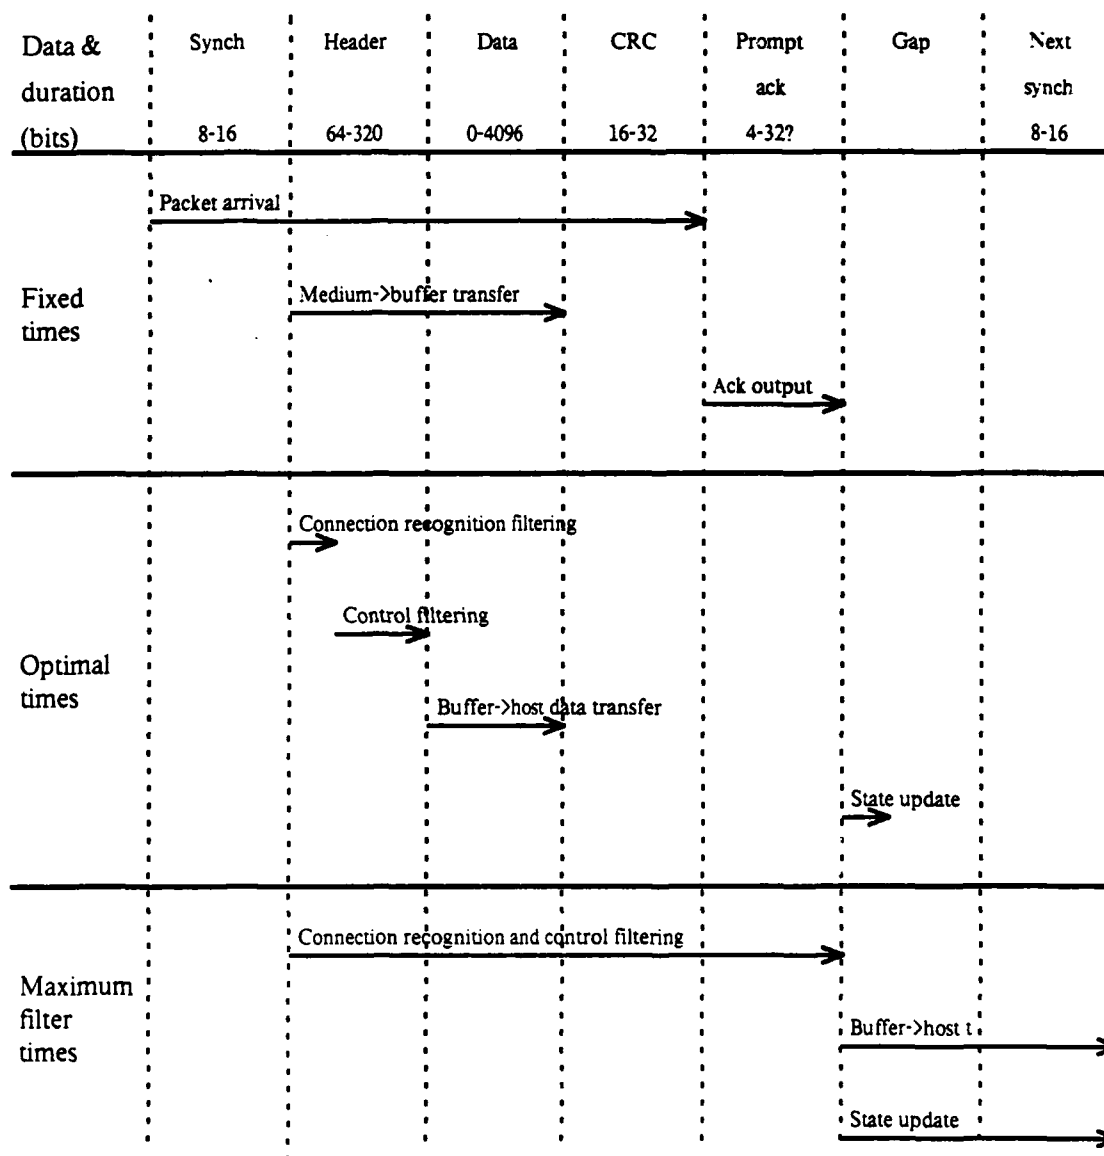 Data & Synch Header Data CRC Prompt Gap Next
duration ack synch
(bits) 8-16 64-320 0-4096 16-32 4-32? 8-16
Packet arrival
Fixed
times
Medium->buffer transfer
Ack output
Connection recognition filtering
Control filtering
Optimal
times
Buffer->host data transfer
State update
Connection recognition and control filtering
Maximum
filter
times
Buffer->host t
State update